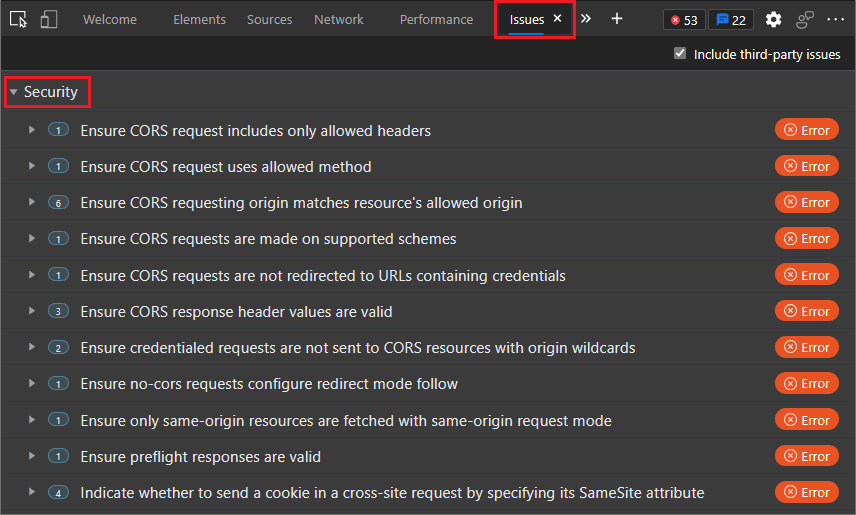 Welcome Elements Sources Network Performance Issues 53 22
Include third-party issues
Security
1 Ensure CORS request includes only allowed headers Error
1 Ensure CORS request uses allowed method Error
6 Ensure CORS requesting origin matches resource's allowed origin Error
1 Ensure CORS requests are made on supported schemes Error
1 Ensure CORS requests are not redirected to URLs containing credentials Error
3 Ensure CORS response header values are valid Error
2 Ensure credentialed requests are not sent to CORS resources with origin wildcards Error
1 Ensure no-cors requests configure redirect mode follow Error
1 Ensure only same-origin resources are fetched with same-origin request mode Error
1 Ensure preflight responses are valid Error
4 Indicate whether to send a cookie in a cross-site request by specifying its SameSite attribute Error